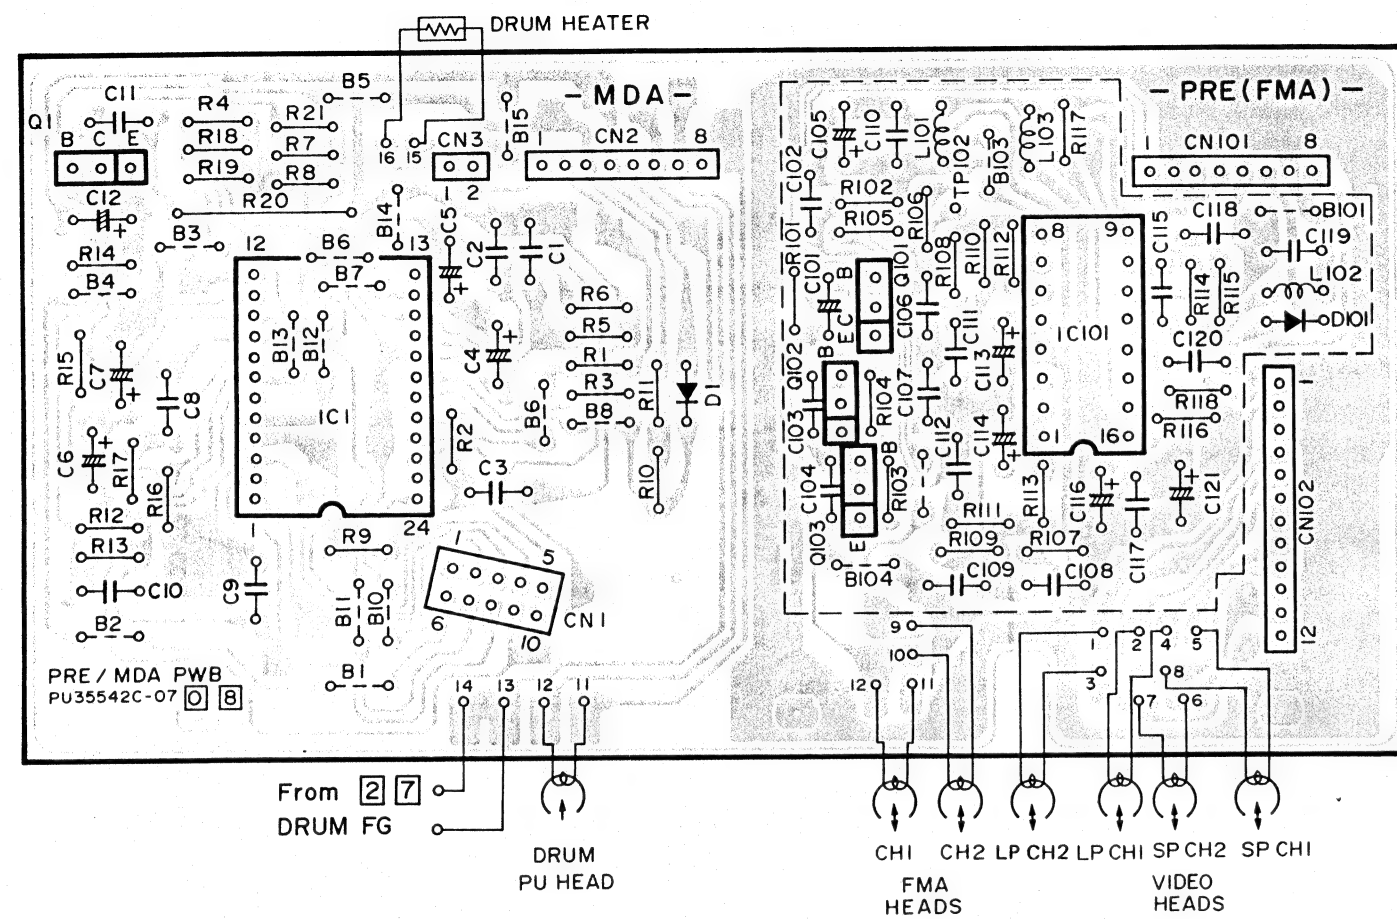 DRUM HEATER
- MDA -
- PRE(FMA) -
Q1
B C E
C11
R4
R18
R19
R21
R7
R8
B5
16 15
CN3
1 2
B15
CN2
1 8
C12
R20
R14
B3
B4
B14
C5
C2
C1
12 13
B6
B7
B13
B12
IC1
1 24
R15
C7
C8
C6
R17
R16
R12
R13
C10
B2
C4
R6
R5
R1
R3
B8
B6
R11
D1
R2
C3
R10
R9
C9
B11
B10
B1
1 5
6 10
CN1
PRE/MDA PWB
PU35542C-07 0 8
14 13 12 11
From 2 7
DRUM FG
DRUM
PU HEAD
C105
C110
L101
TP102
B103
L103
R117
CN101
1 8
C102
R102
R105
R106
R101
C101
B
Q101
E C
R108
R110
R112
C106
8 9
IC101
1 16
C115
C118
B101
C119
R114
R115
L102
D101
C120
R118
R116
Q102
B
C103
R104
C107
C111
C113
C112
C114
C104
B
R103
Q103
E
B104
R111
R109
R113
R107
C109
C108
C116
C117
C121
1
CN102
12
9
10
12 11
1 2 4 5
3 8
7 6
CH1 CH2 LP CH2 LP CH1 SP CH2 SP CH1
FMA
HEADS
VIDEO
HEADS